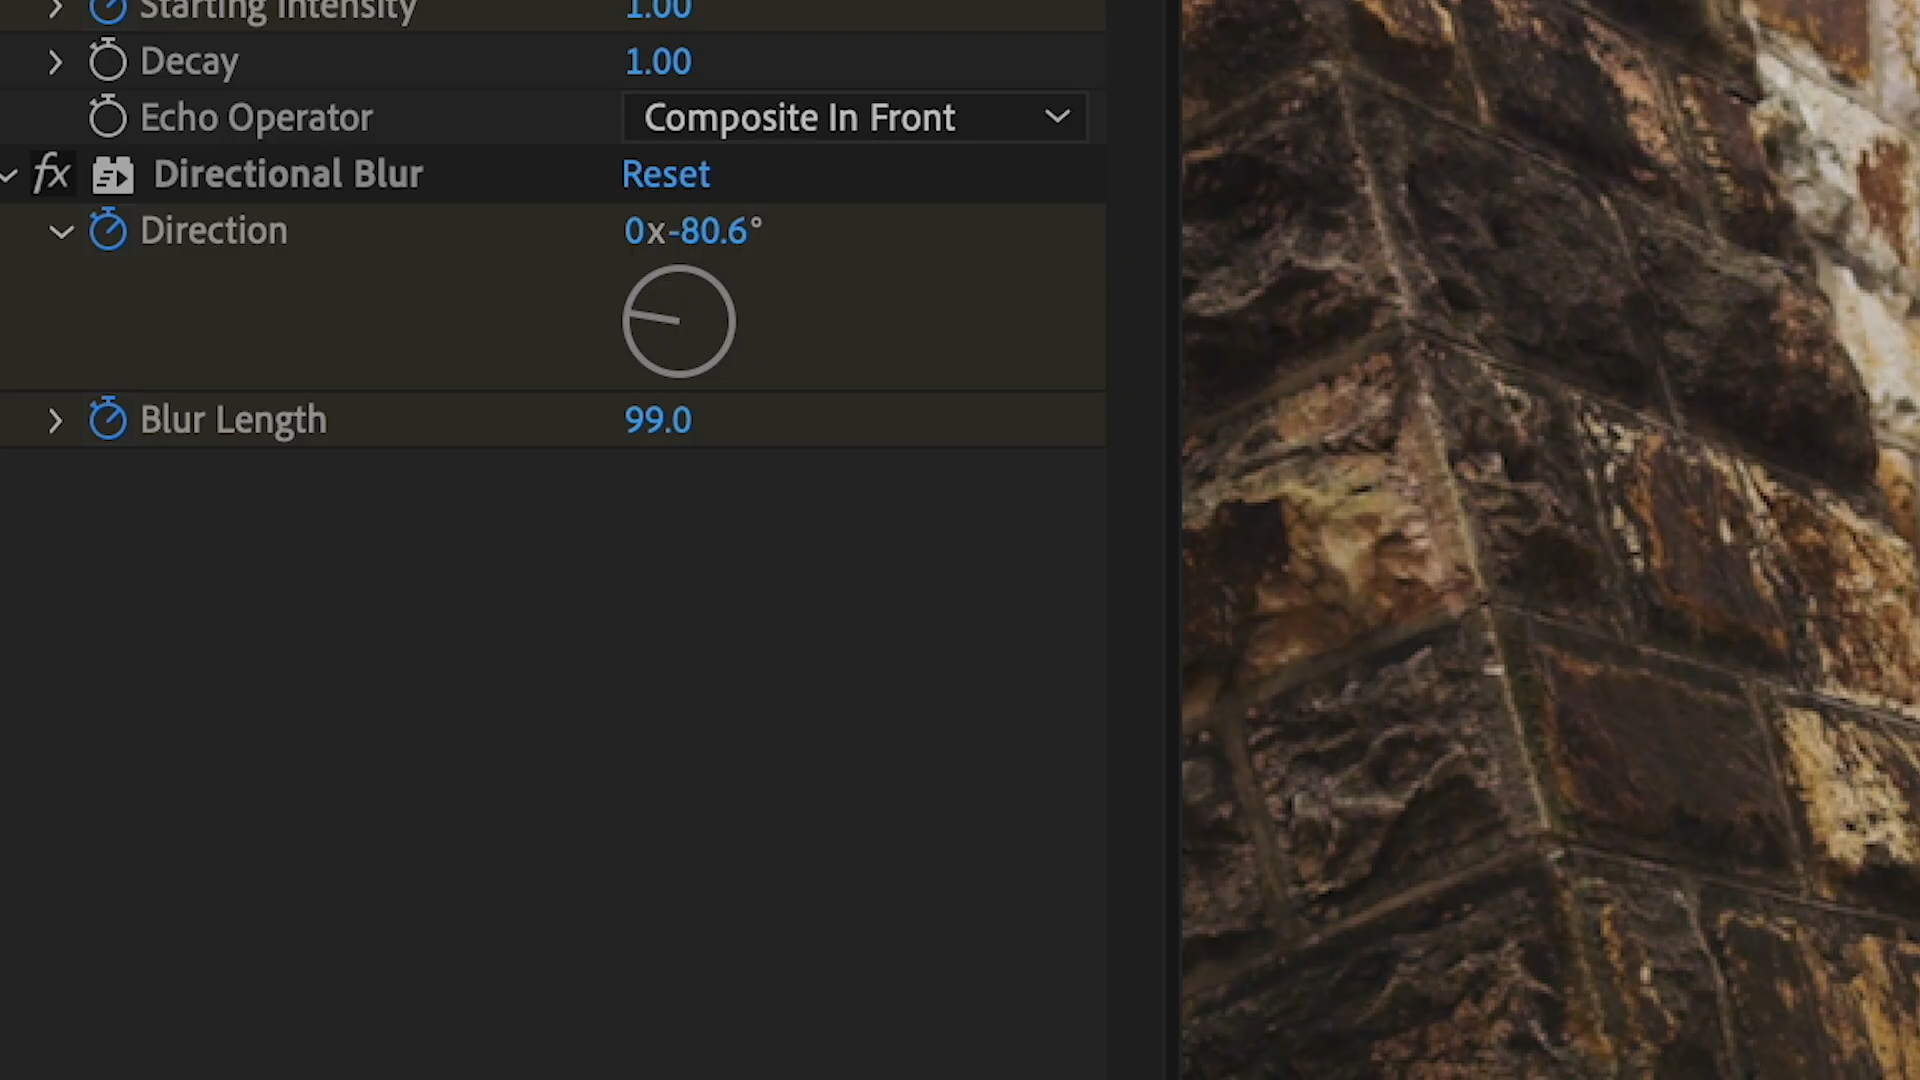 Starting Intensity 1.00
Decay 1.00
Echo Operator Composite In Front
fx Directional Blur Reset
Direction 0x-80.6°
Blur Length 99.0